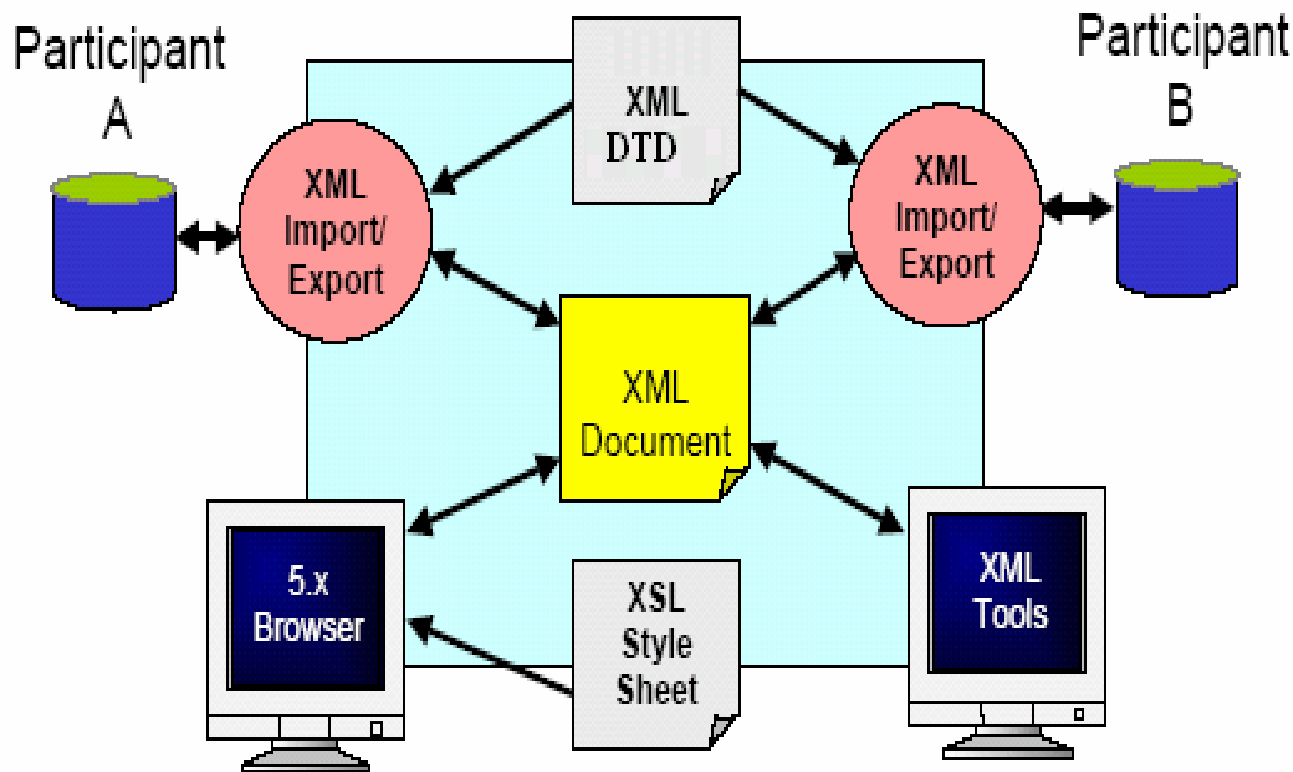 Participant
A
Participant
B
XML
DTD
XML
Import/
Export
XML
Import/
Export
XML
Document
5.x
Browser
XSL
Style
Sheet
XML
Tools